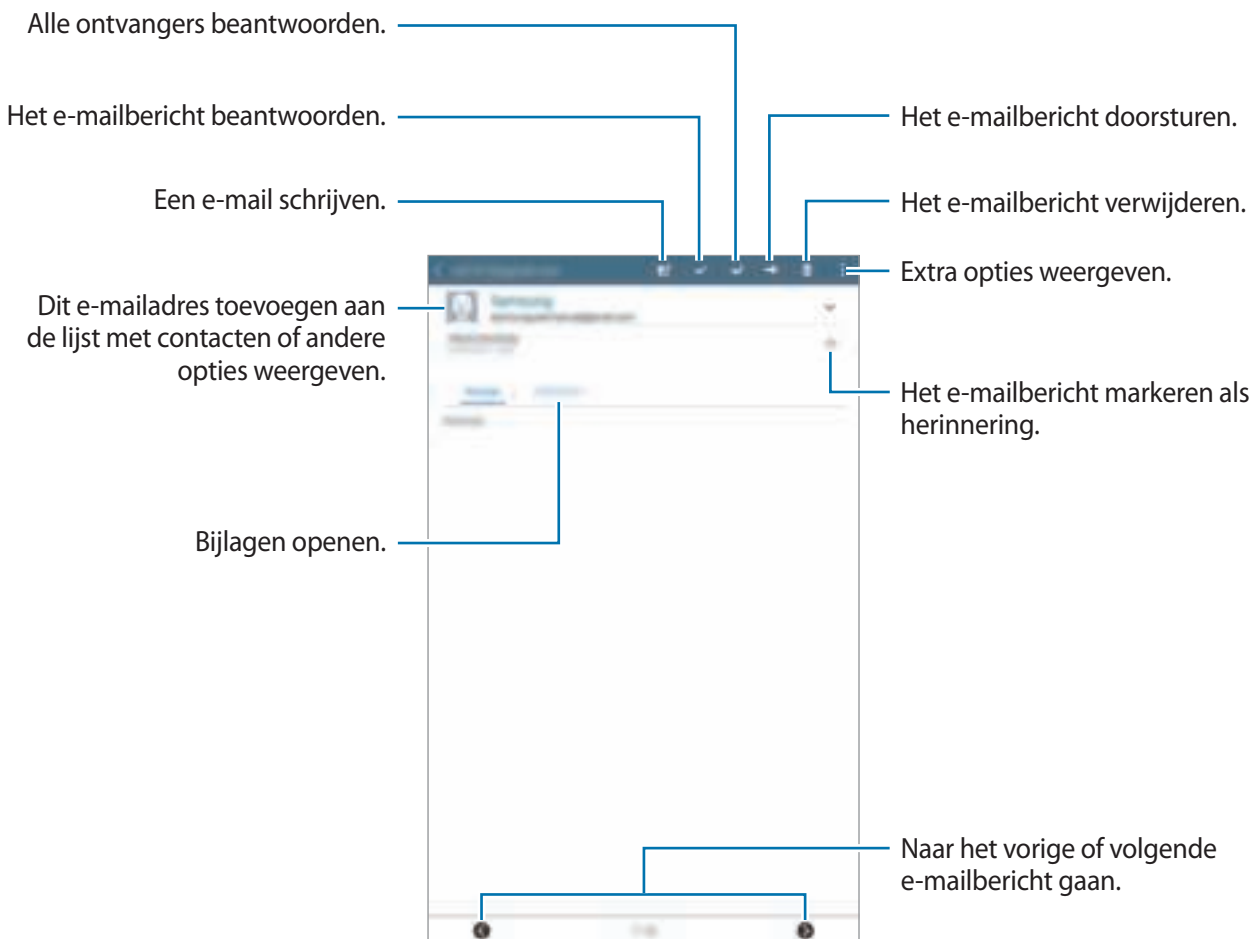 Alle ontvangers beantwoorden.
Het e-mailbericht beantwoorden.
Het e-mailbericht doorsturen.
Een e-mail schrijven.
Het e-mailbericht verwijderen.
Extra opties weergeven.
Dit e-mailadres toevoegen aan
de lijst met contacten of andere
opties weergeven.
Samsung
Het e-mailbericht markeren als
herinnering.
Bijlagen openen.
Naar het vorige of volgende
e-mailbericht gaan.